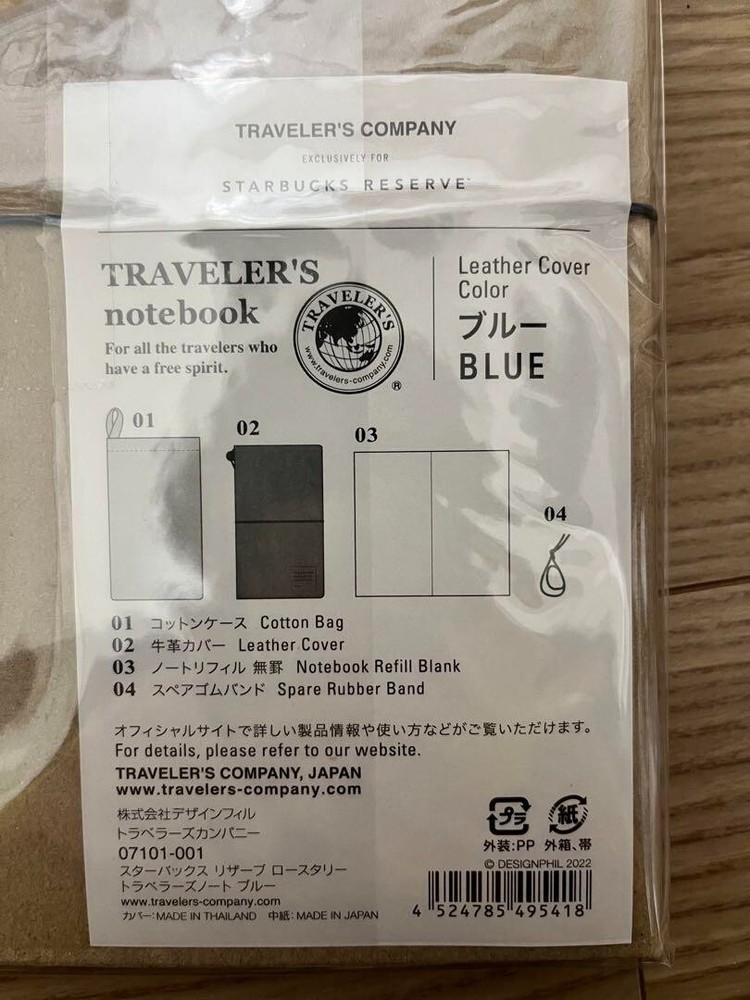 TRAVELER'S COMPANY
EXCLUSIVELY FOR
STARBUCKS RESERVE™
TRAVELER'S
notebook
For all the travelers who
have a free spirit.
TRAVELER'S
www.travelers-company.com
®
Leather Cover
Color
ブルー
BLUE
01
02
03
04
01 コットンケース Cotton Bag
02 牛革カバー Leather Cover
03 ノートリフィル 無罫 Notebook Refill Blank
04 スペアゴムバンド Spare Rubber Band
オフィシャルサイトで詳しい製品情報や使い方などがご覧いただけます。
For details, please refer to our website.
TRAVELER'S COMPANY, JAPAN
www.travelers-company.com
株式会社デザインフィル
トラベラーズカンパニー
07101-001
スターバックス リザーブ ロースタリー
トラベラーズノート ブルー
www.travelers-company.com
カバー:MADE IN THAILAND 中紙:MADE IN JAPAN
プラ 紙
外装:PP 外箱、帯
© DESIGNPHIL 2022
4 524785 495418